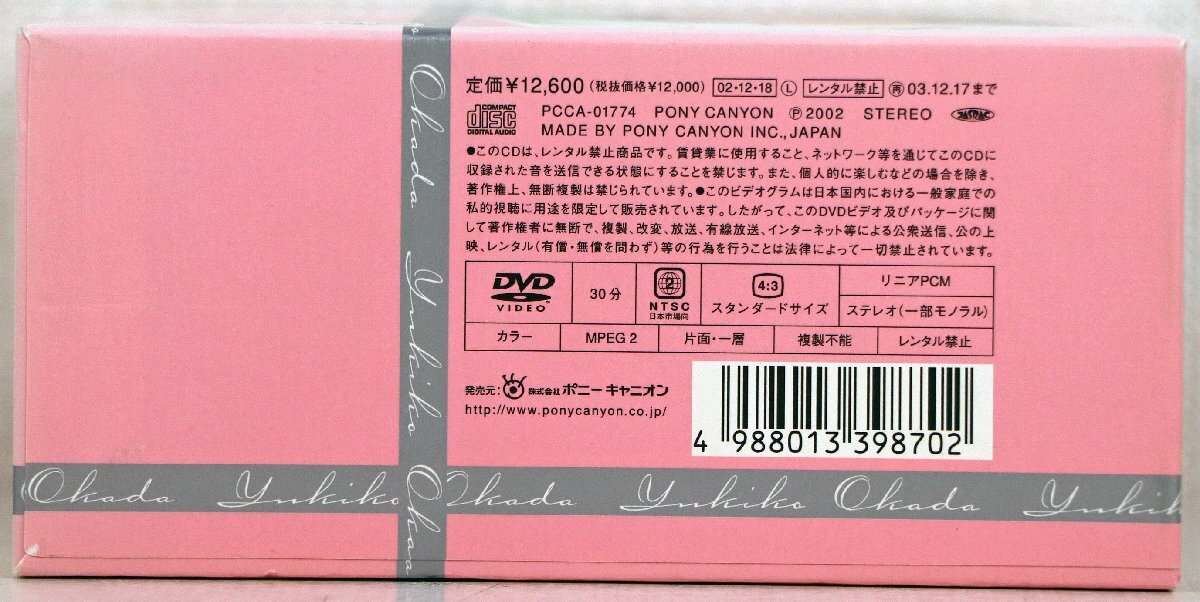 定価¥12,600(税抜価格¥12,000) 02・12・18 Ⓛ レンタル禁止 ㊢03.12.17まで
COMPACT disc DIGITAL AUDIO
PCCA-01774 PONY CANYON Ⓟ2002 STEREO JASRAC
MADE BY PONY CANYON INC., JAPAN
●このCDは、レンタル禁止商品です。賃貸業に使用すること、ネットワーク等を通じてこのCDに
収録された音を送信できる状態にすることを禁じます。また、個人的に楽しむなどの場合を除き、
著作権上、無断複製は禁じられています。●このビデオグラムは日本国内における一般家庭での
私的視聴に用途を限定して販売されています。したがって、このDVDビデオ及びパッケージに関
して著作権者に無断で、複製、改変、放送、有線放送、インターネット等による公衆送信、公の上
映、レンタル(有償・無償を問わず)等の行為を行うことは法律によって一切禁止されています。
DVD VIDEO
30分
2 NTSC 日本市場向
4:3 スタンダードサイズ
リニアPCM
ステレオ(一部モノラル)
カラー MPEG 2 片面・一層 複製不能 レンタル禁止
発売元: 株式会社ポニーキャニオン
http://www.ponycanyon.co.jp/
4 988013 398702
Okada Yukiko Okada
Okada Yukiko Okada Yukiko Okada Yukik